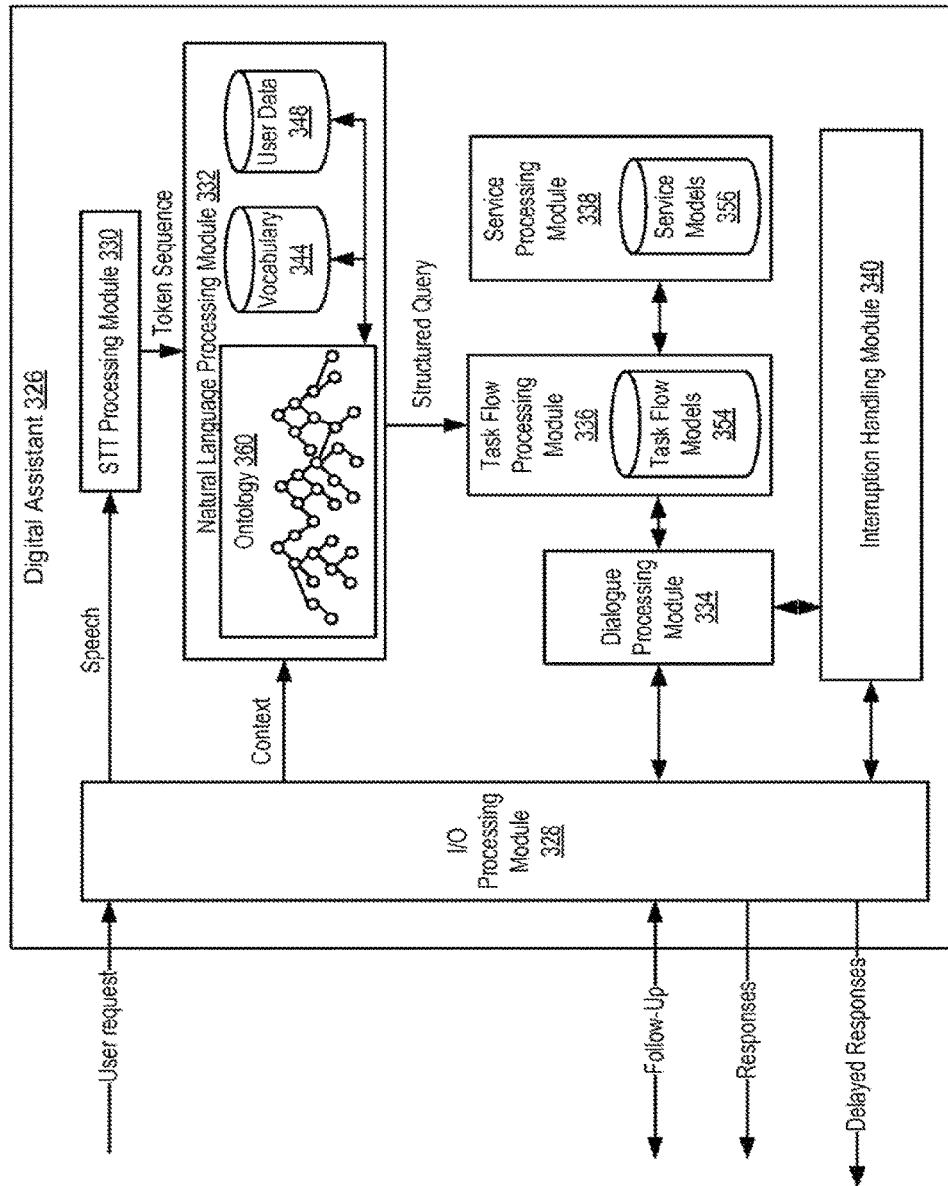 Digital Assistant 326
User request
Speech
STT Processing Module 330
Token Sequence
Context
Natural Language Processing Module 332
Ontology 360
Vocabulary
344
User Data
348
Structured Query
I/O
Processing
Module
328
Follow-Up
Responses
Delayed Responses
Dialogue
Processing
Module
334
Task Flow
Processing
Module
336
Task Flow
Models
354
Service
Processing
Module
338
Service
Models
356
Interruption Handling Module 340